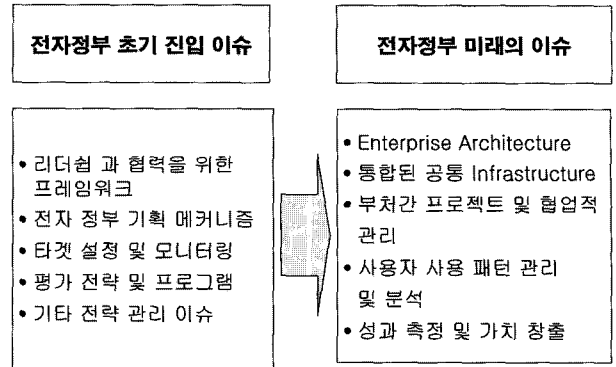 전자정부 초기 진입 이슈
전자정부 미래의 이슈
• 리더쉽 과 협력을 위한
프레임워크
• 전자 정부 기획 메커니즘
• 타겟 설정 및 모니터링
• 평가 전략 및 프로그램
• 기타 전략 관리 이슈
• Enterprise Architecture
• 통합된 공통 Infrastructure
• 부처간 프로젝트 및 협업적
관리
• 사용자 사용 패턴 관리
및 분석
• 성과 측정 및 가치 창출